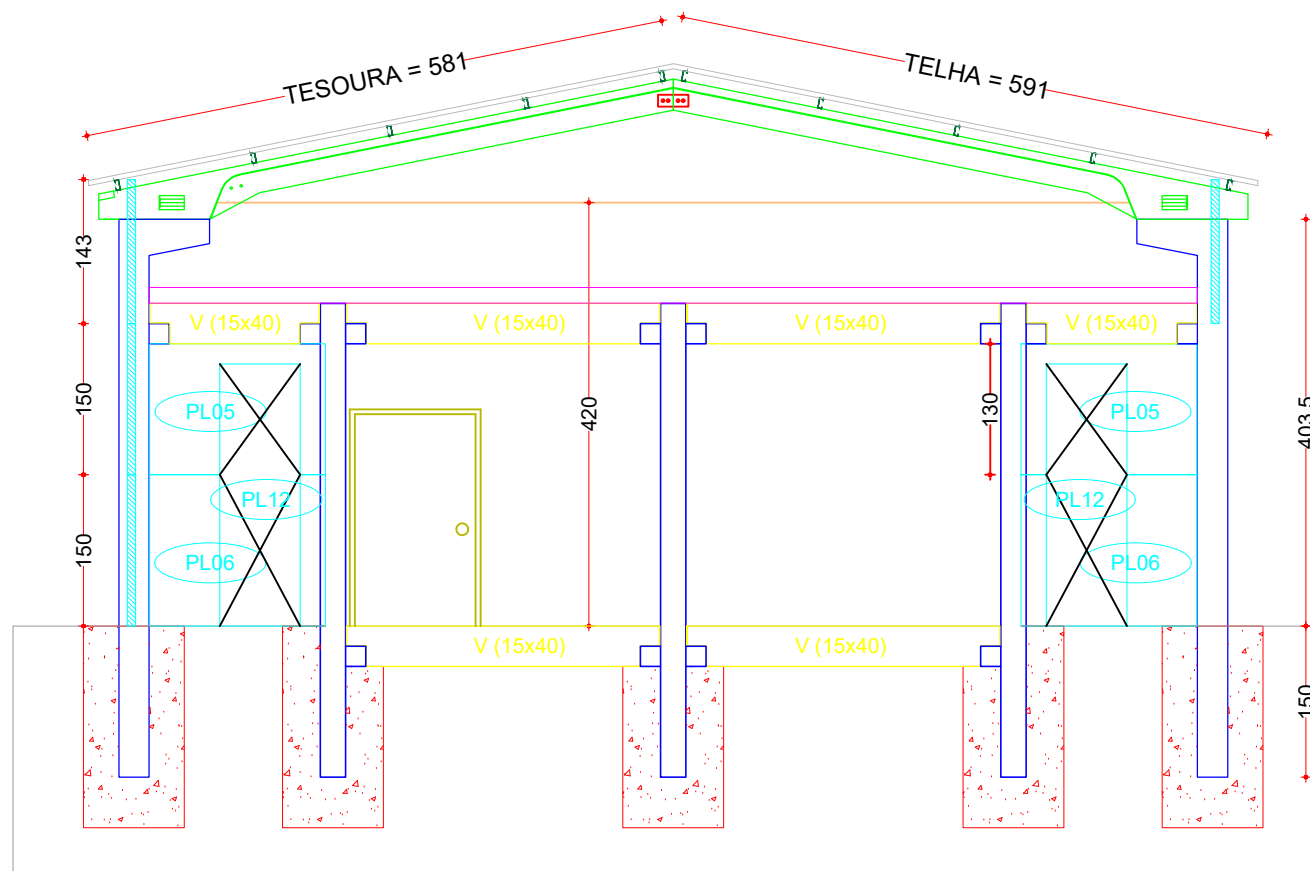 TESOURA = 581
TELHA = 591
143
V (15x40)
V (15x40)
V (15x40)
V (15x40)
150
PL05
420
130
PL05
403.5
PL12
PL12
150
PL06
PL06
V (15x40)
V (15x40)
150